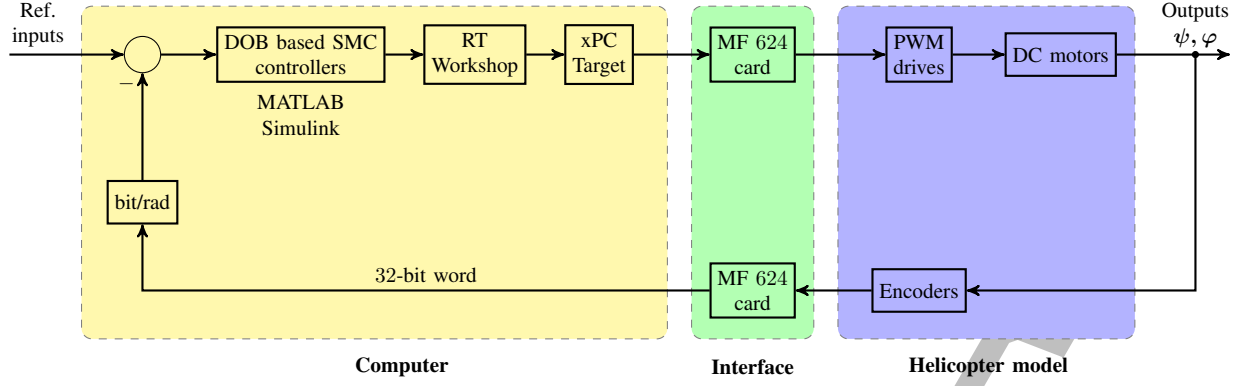 Ref.
inputs
−
DOB based SMC
controllers
MATLAB
Simulink
RT
Workshop
xPC
Target
MF 624
card
PWM
drives
DC motors
Outputs
ψ, φ
bit/rad
32-bit word
MF 624
card
Encoders
Computer
Interface
Helicopter model